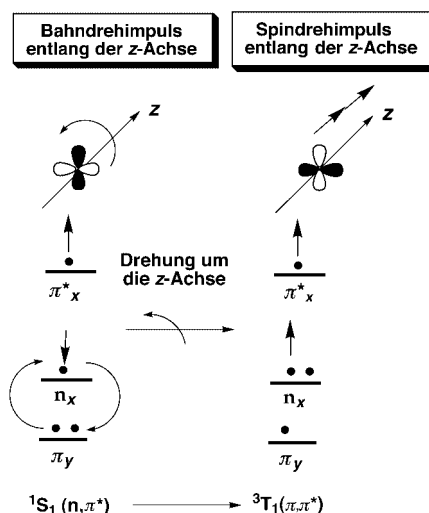 Bahndrehimpuls
entlang der z-Achse
Spindrehimpuls
entlang der z-Achse
z
z
π*x
Drehung um
die z-Achse
π*x
nx
nx
πy
πy
¹S₁ (n,π*)
³T₁(π,π*)